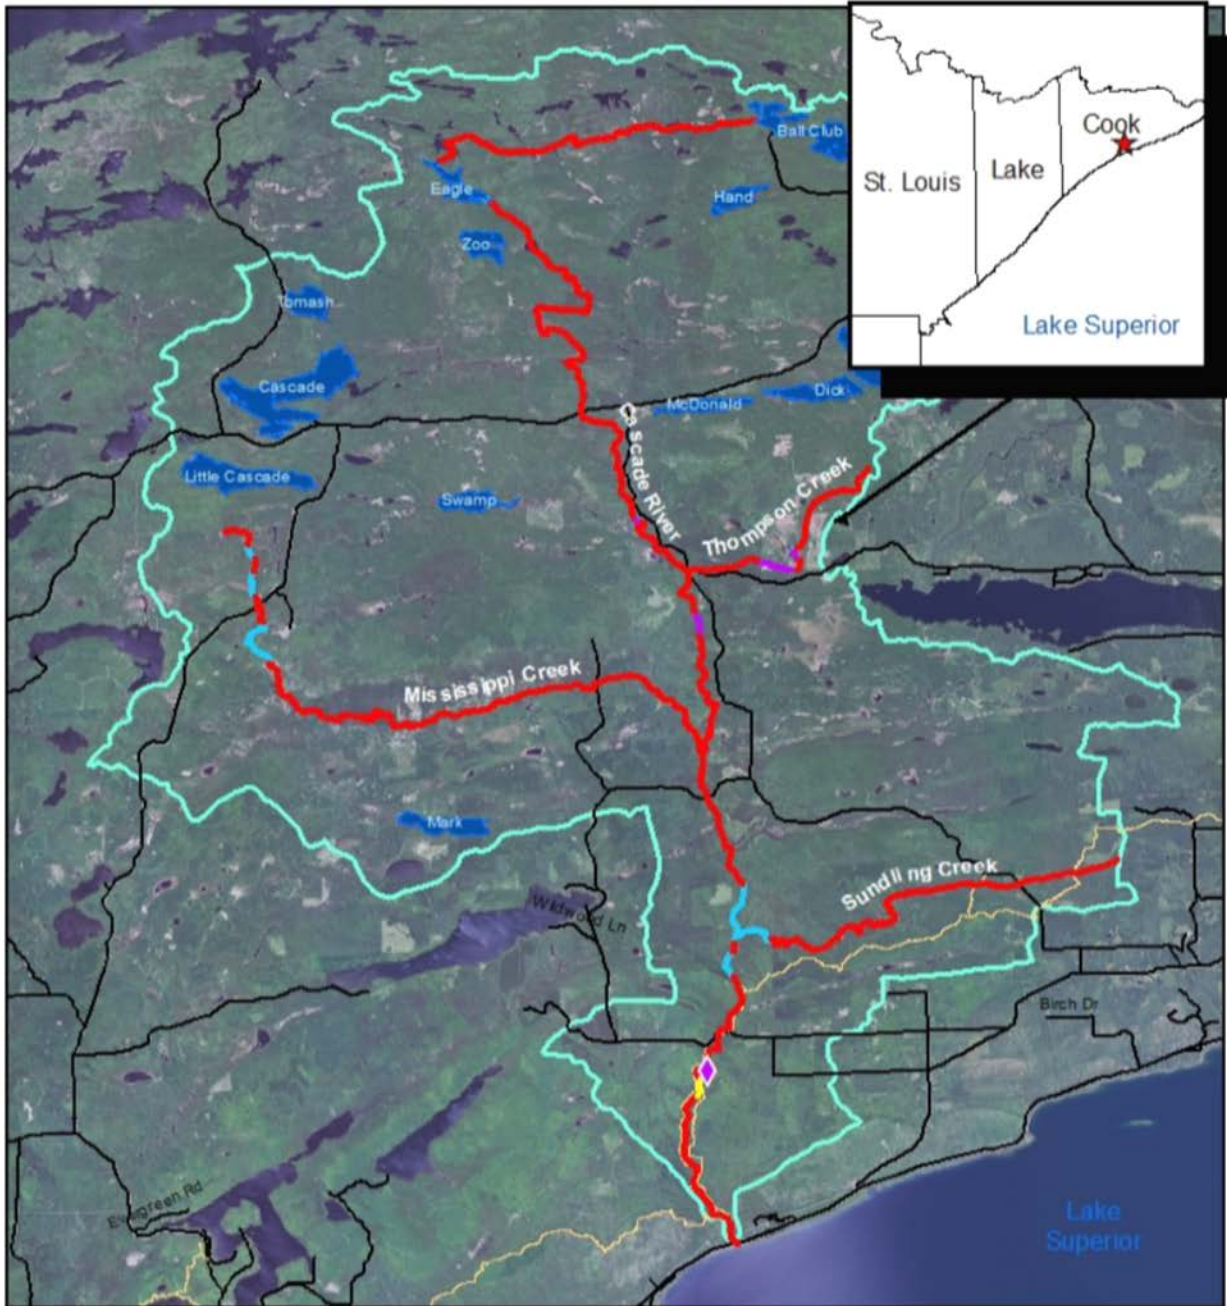 Ball Club
Eagle
Hand
Zoo
Tomash
Cascade
McDonald
Dick
Little Cascade
Swamp
Cascade River
Thompson Creek
Mississippi Creek
Mark
Sundling Creek
Wildwood Ln
Birch Dr
Evergreen Rd
Lake
Superior
Cook
Lake
St. Louis
Lake Superior